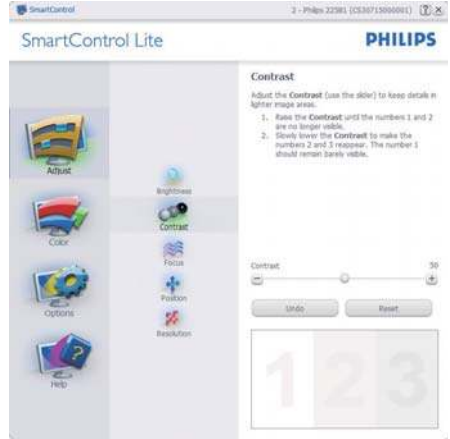 SmartControl
2 - Philips 225B1 (CS30715000001)
SmartControl Lite
PHILIPS
Adjust
Color
Options
Help
Brightness
Contrast
Focus
Position
Resolution
Contrast
Adjust the Contrast (use the slider) to keep details in
lighter image areas.
1. Raise the Contrast until the numbers 1 and 2
are no longer visible.
2. Slowly lower the Contrast to make the
numbers 2 and 3 reappear. The number 1
should remain barely visible.
Contrast 50
Undo Reset
1 2 3